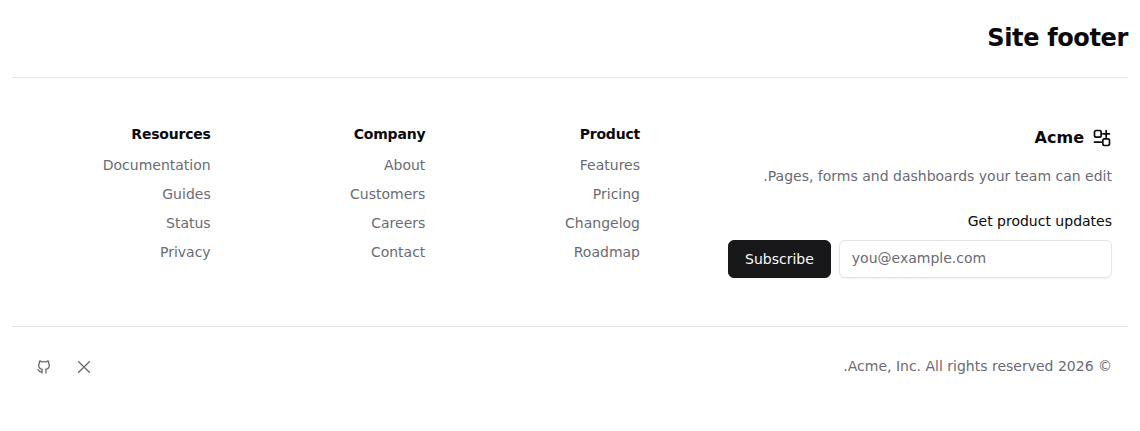 Site footer
Acme
Pages, forms and dashboards your team can edit.
Get product updates
you@example.com
Subscribe
Product
Features
Pricing
Changelog
Roadmap
Company
About
Customers
Careers
Contact
Resources
Documentation
Guides
Status
Privacy
© 2026 Acme, Inc. All rights reserved.